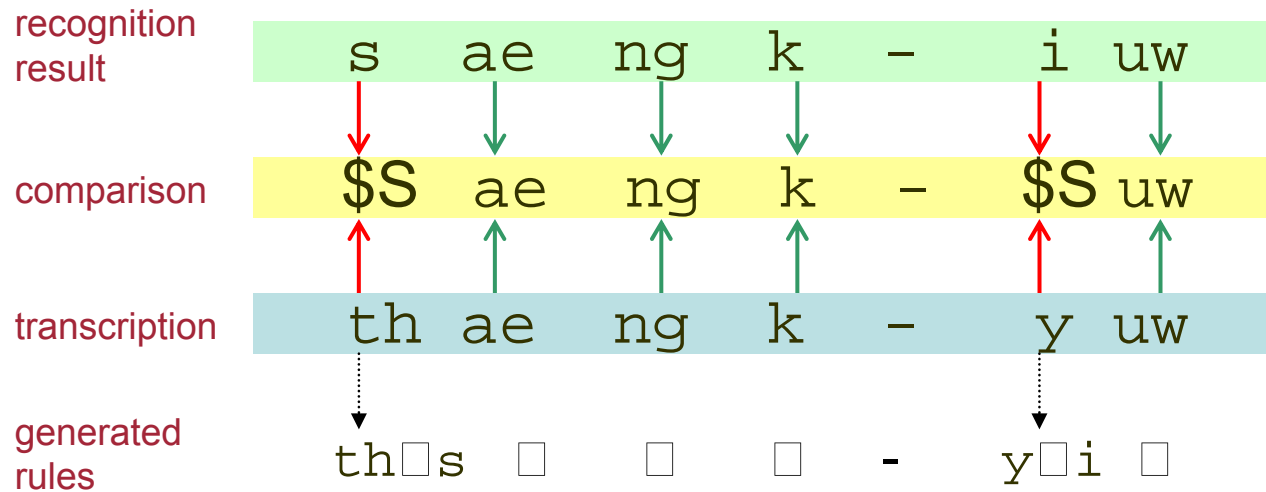 recognition result s ae ng k - i uw
comparison $S ae ng k - $S uw
transcription th ae ng k - y uw
generated rules th□s □ □ □ - y□i □